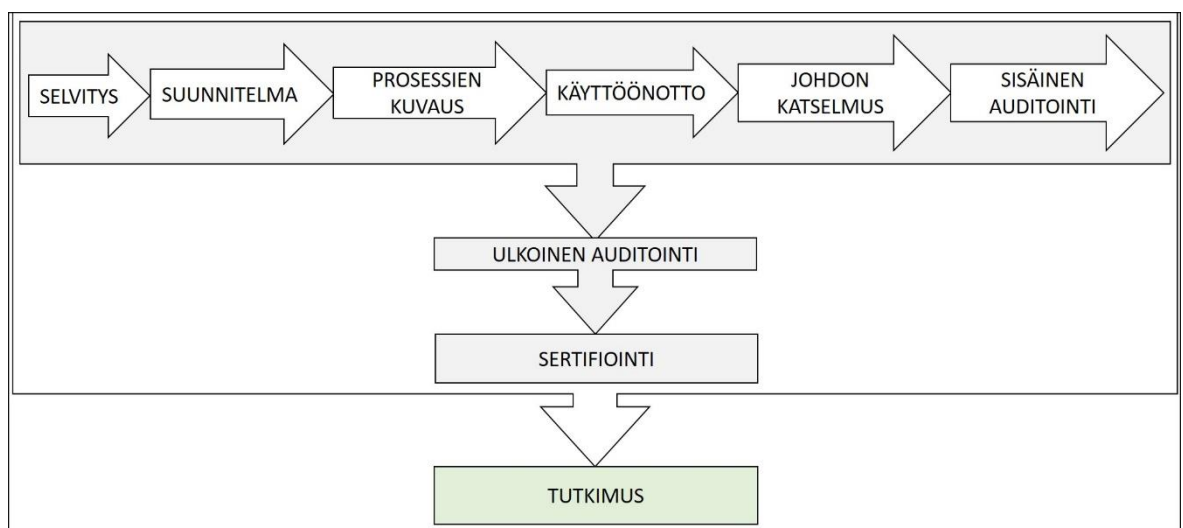 SELVITYS
SUUNNITELMA
PROSESSIEN
KUVAUS
KÄYTTÖÖNOTTO
JOHDON
KATSELMUS
SISÄINEN
AUDITOINTI
ULKOINEN AUDITOINTI
SERTIFIOINTI
TUTKIMUS